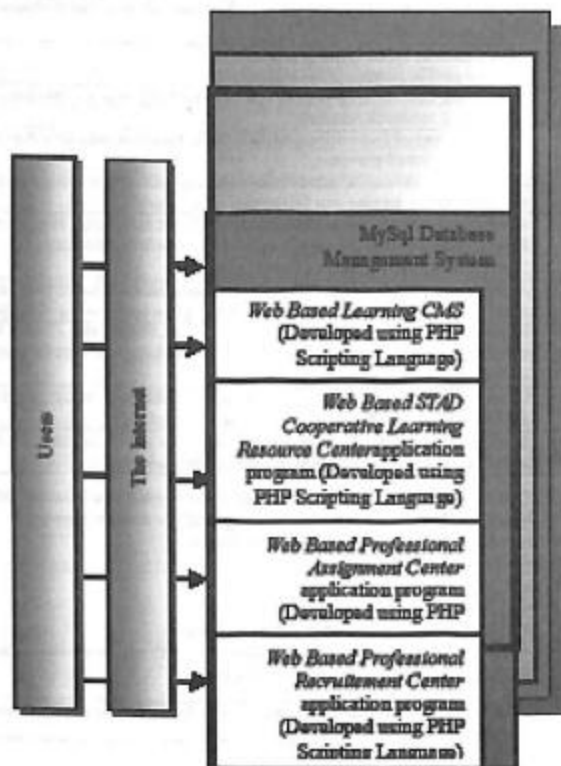 Users
The Internet
MySql Database
Management System
Web Based Learning CMS
(Developed using PHP
Scripting Language)
Web Based STAD
Cooperative Learning
Resource Centerapplication
program (Developed using
PHP Scripting Language)
Web Based Professional
Assignment Center
application program
(Developed using PHP
Web Based Professional
Recruitement Center
application program
(Developed using PHP
Scripting Language)